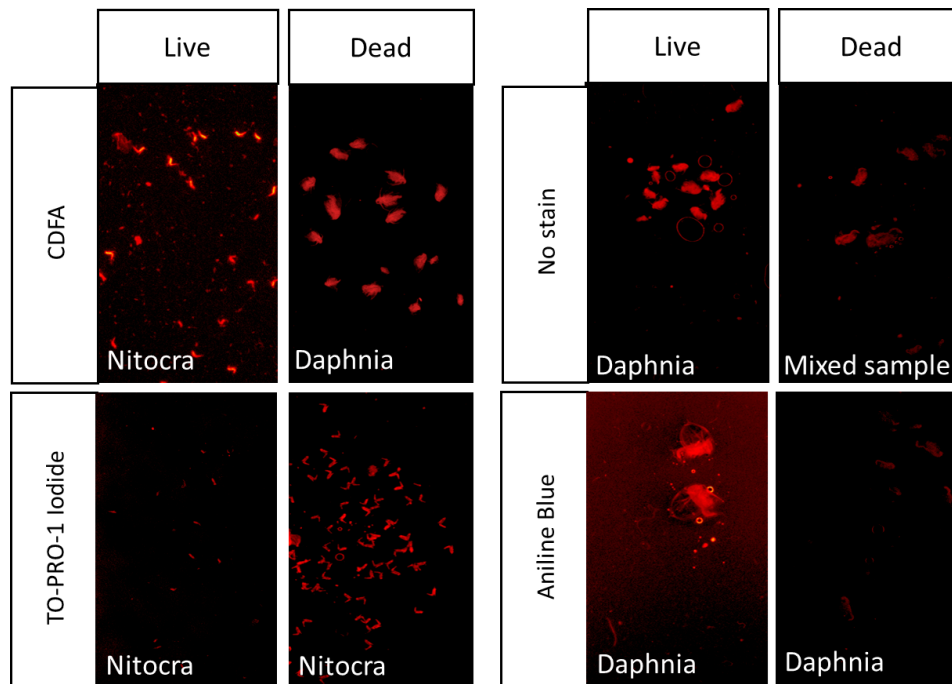 Live
Dead
Live
Dead
CDFA
Nitocra
Daphnia
No stain
Daphnia
Mixed sample
TO-PRO-1 Iodide
Nitocra
Nitocra
Aniline Blue
Daphnia
Daphnia